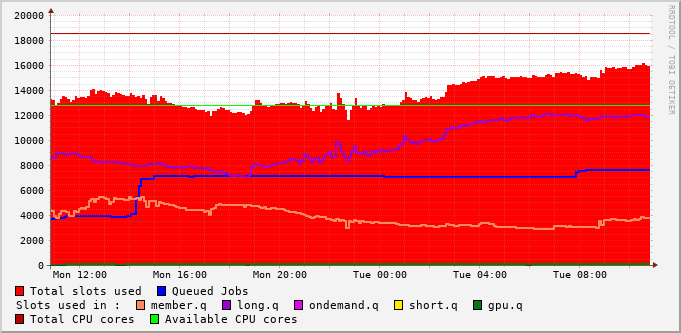 20000
18000
16000
14000
12000
10000
8000
6000
4000
2000
0
Mon 12:00 Mon 16:00 Mon 20:00 Tue 00:00 Tue 04:00 Tue 08:00
RRDTOOL / TOBI OETIKER
Total slots used Queued Jobs
Slots used in : member.q long.q ondemand.q short.q gpu.q
Total CPU cores Available CPU cores